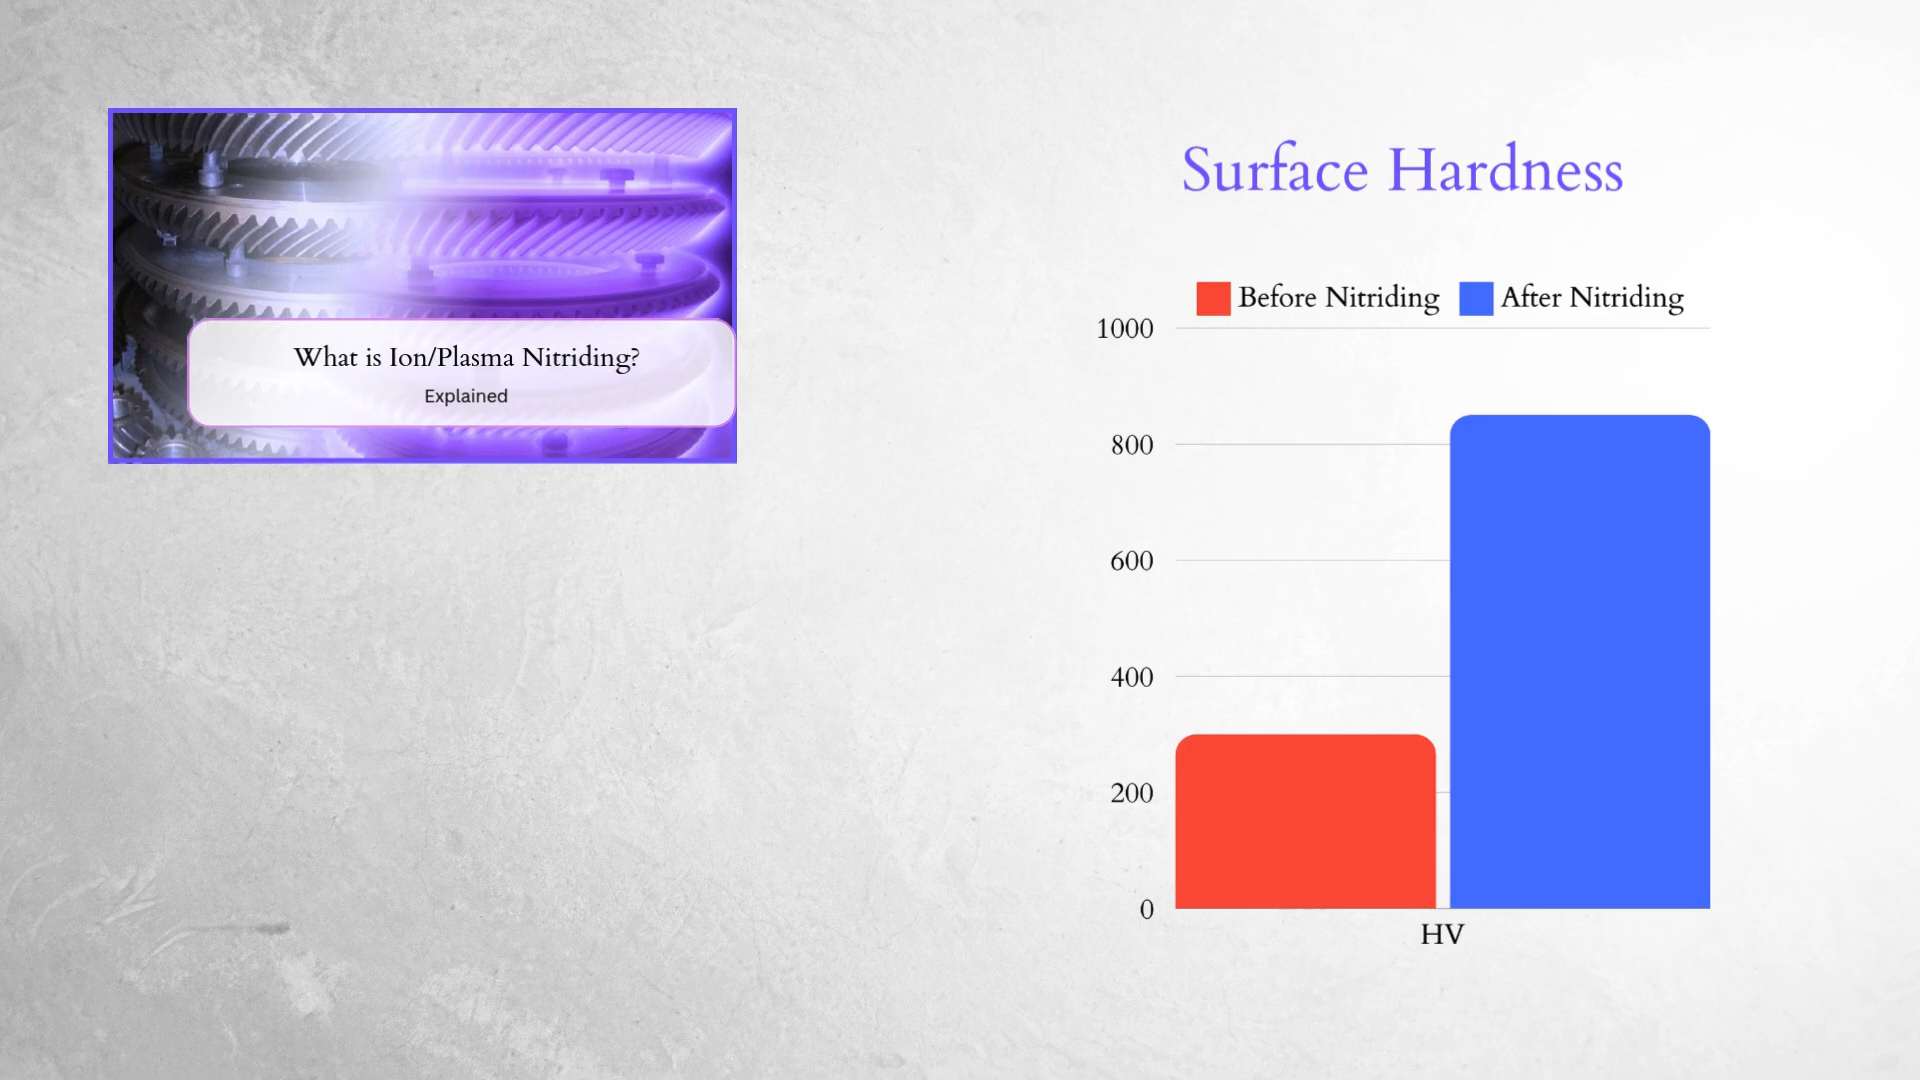 What is Ion/Plasma Nitriding?
Explained
Surface Hardness
Before Nitriding After Nitriding
1000
800
600
400
200
0
HV